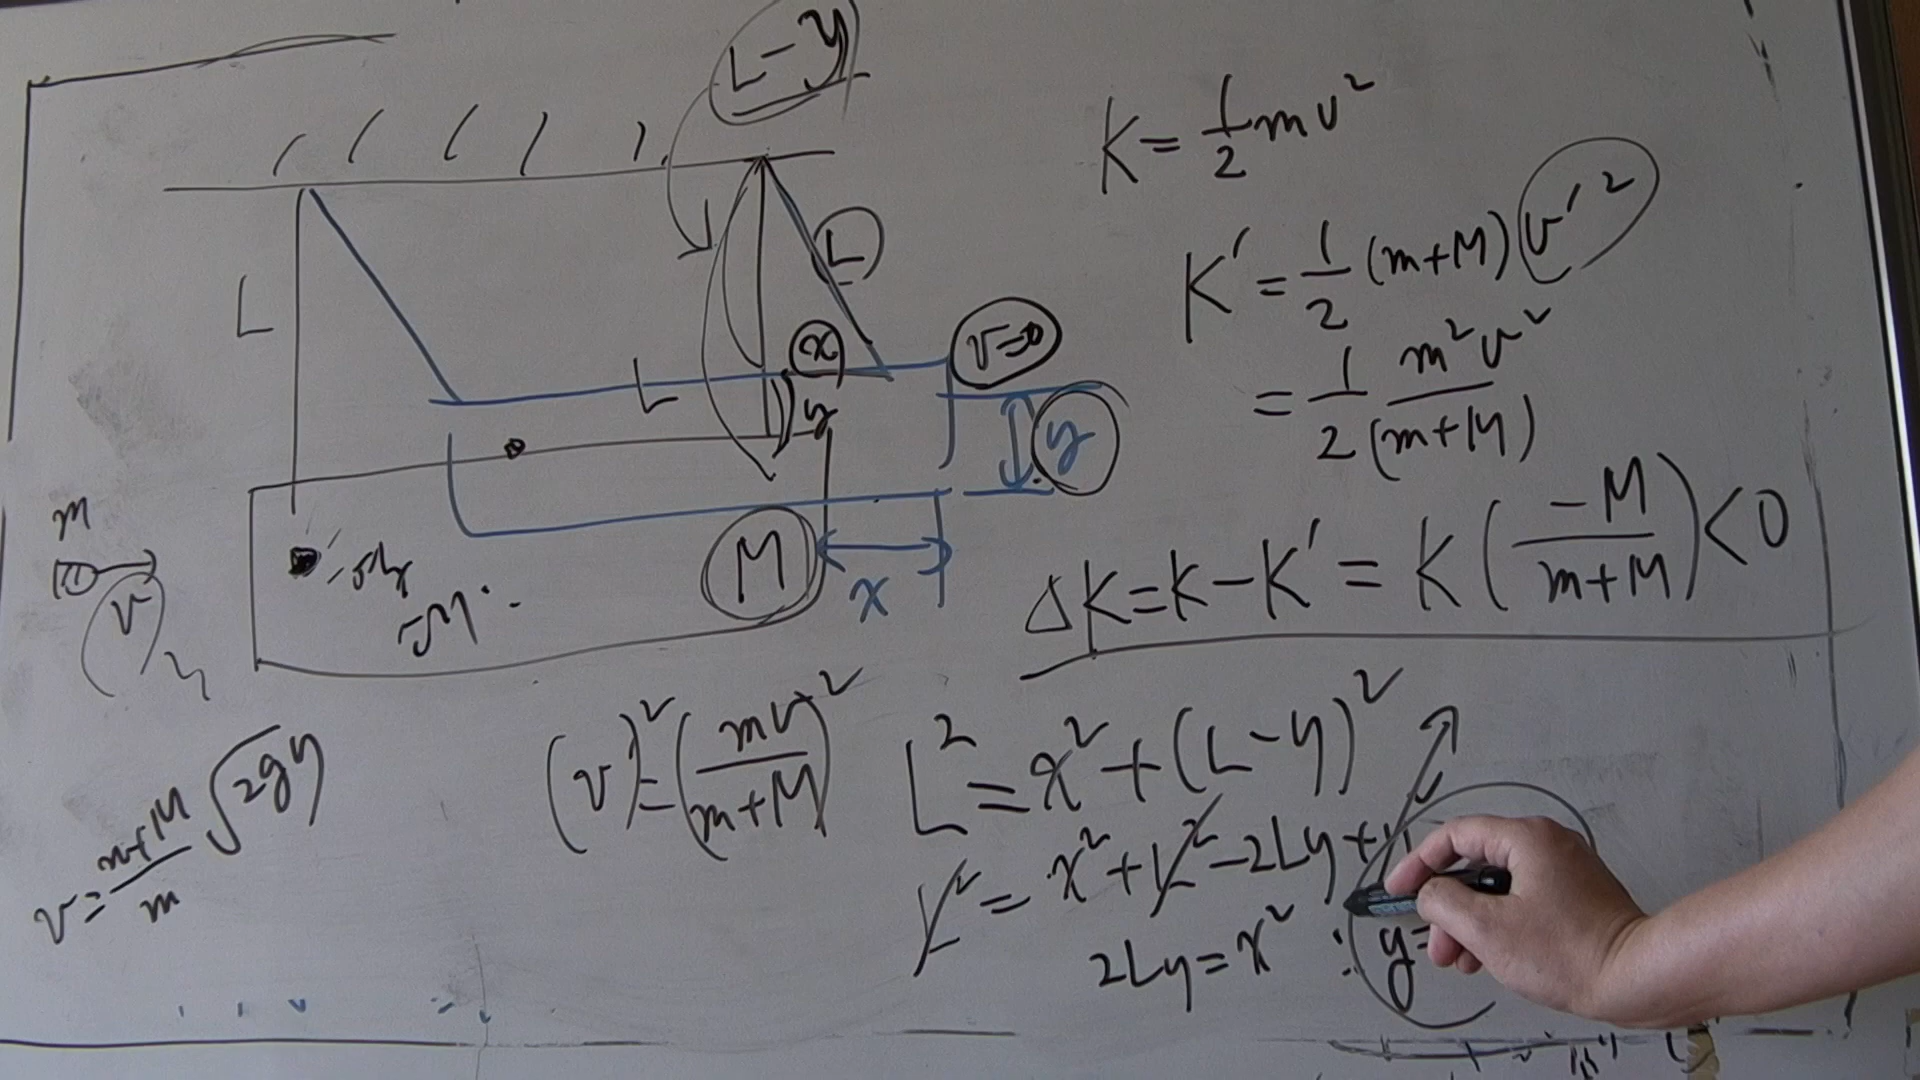 L-y
L
L
L
x
v=0
y
y
m
v
M
x
K = 1/2 mv²
K' = 1/2 (m+M) v'²
= 1/2 m²v²/(m+M)
ΔK = K - K' = K (-M/(m+M)) < 0
v = m+M/m √2gy
(v)² = (mv/m+M)²
L² = x² + (L-y)²
L² = x² + L² - 2Ly +
2Ly = x² ∴ y =